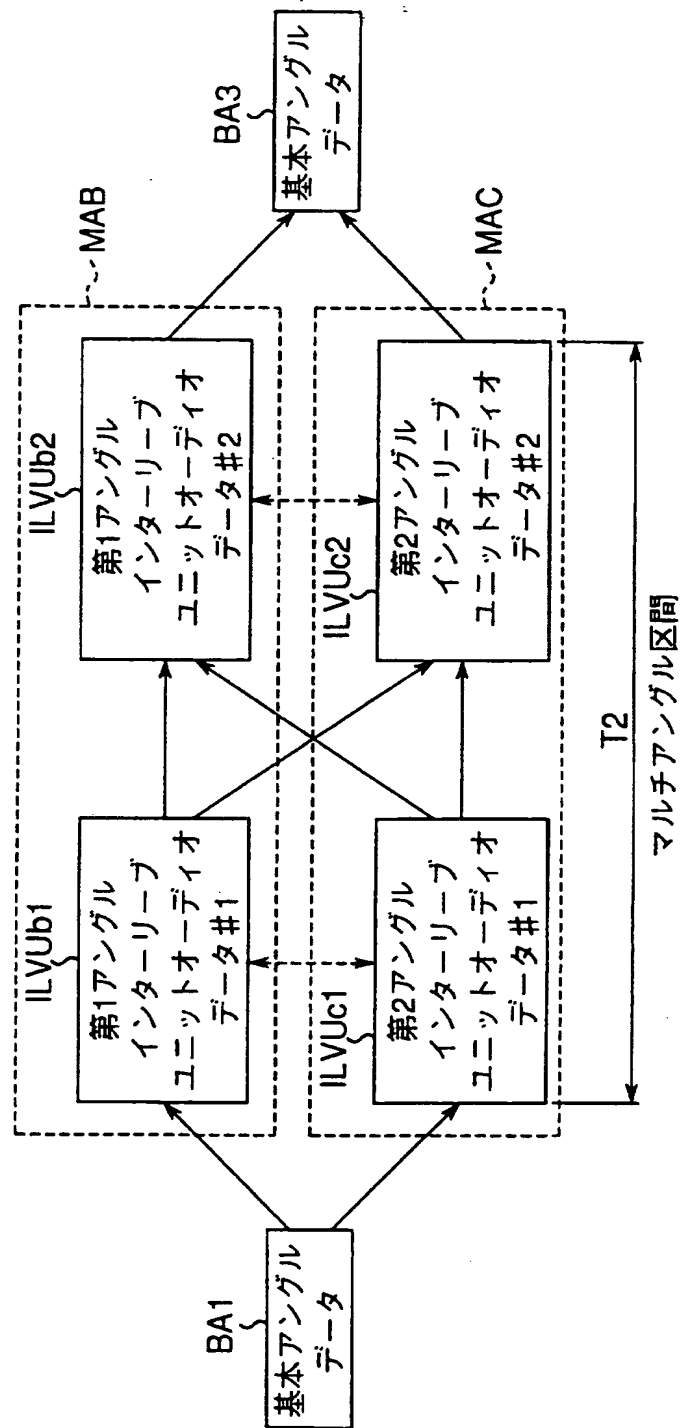 BA1
基本アングル
データ
MAB
ILVUb1
第1アングル
インターリーブ
ユニットオーディオ
データ#1
ILVUb2
第1アングル
インターリーブ
ユニットオーディオ
データ#2
MAC
ILVUc1
第2アングル
インターリーブ
ユニットオーディオ
データ#1
ILVUc2
第2アングル
インターリーブ
ユニットオーディオ
データ#2
BA3
基本アングル
データ
T2
マルチアングル区間